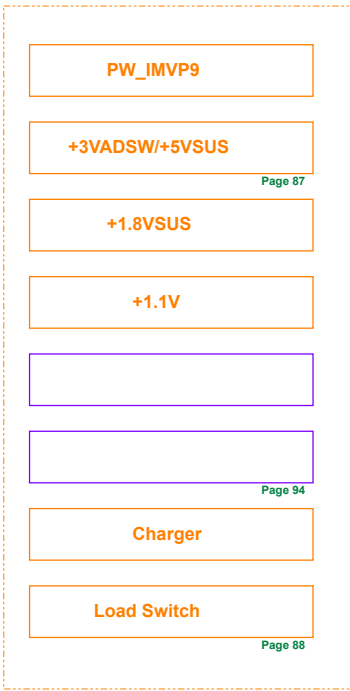 PW_IMVP9
+3VADSW/+5VSUS
Page 87
+1.8VSUS
+1.1V
Page 94
Charger
Load Switch
Page 88